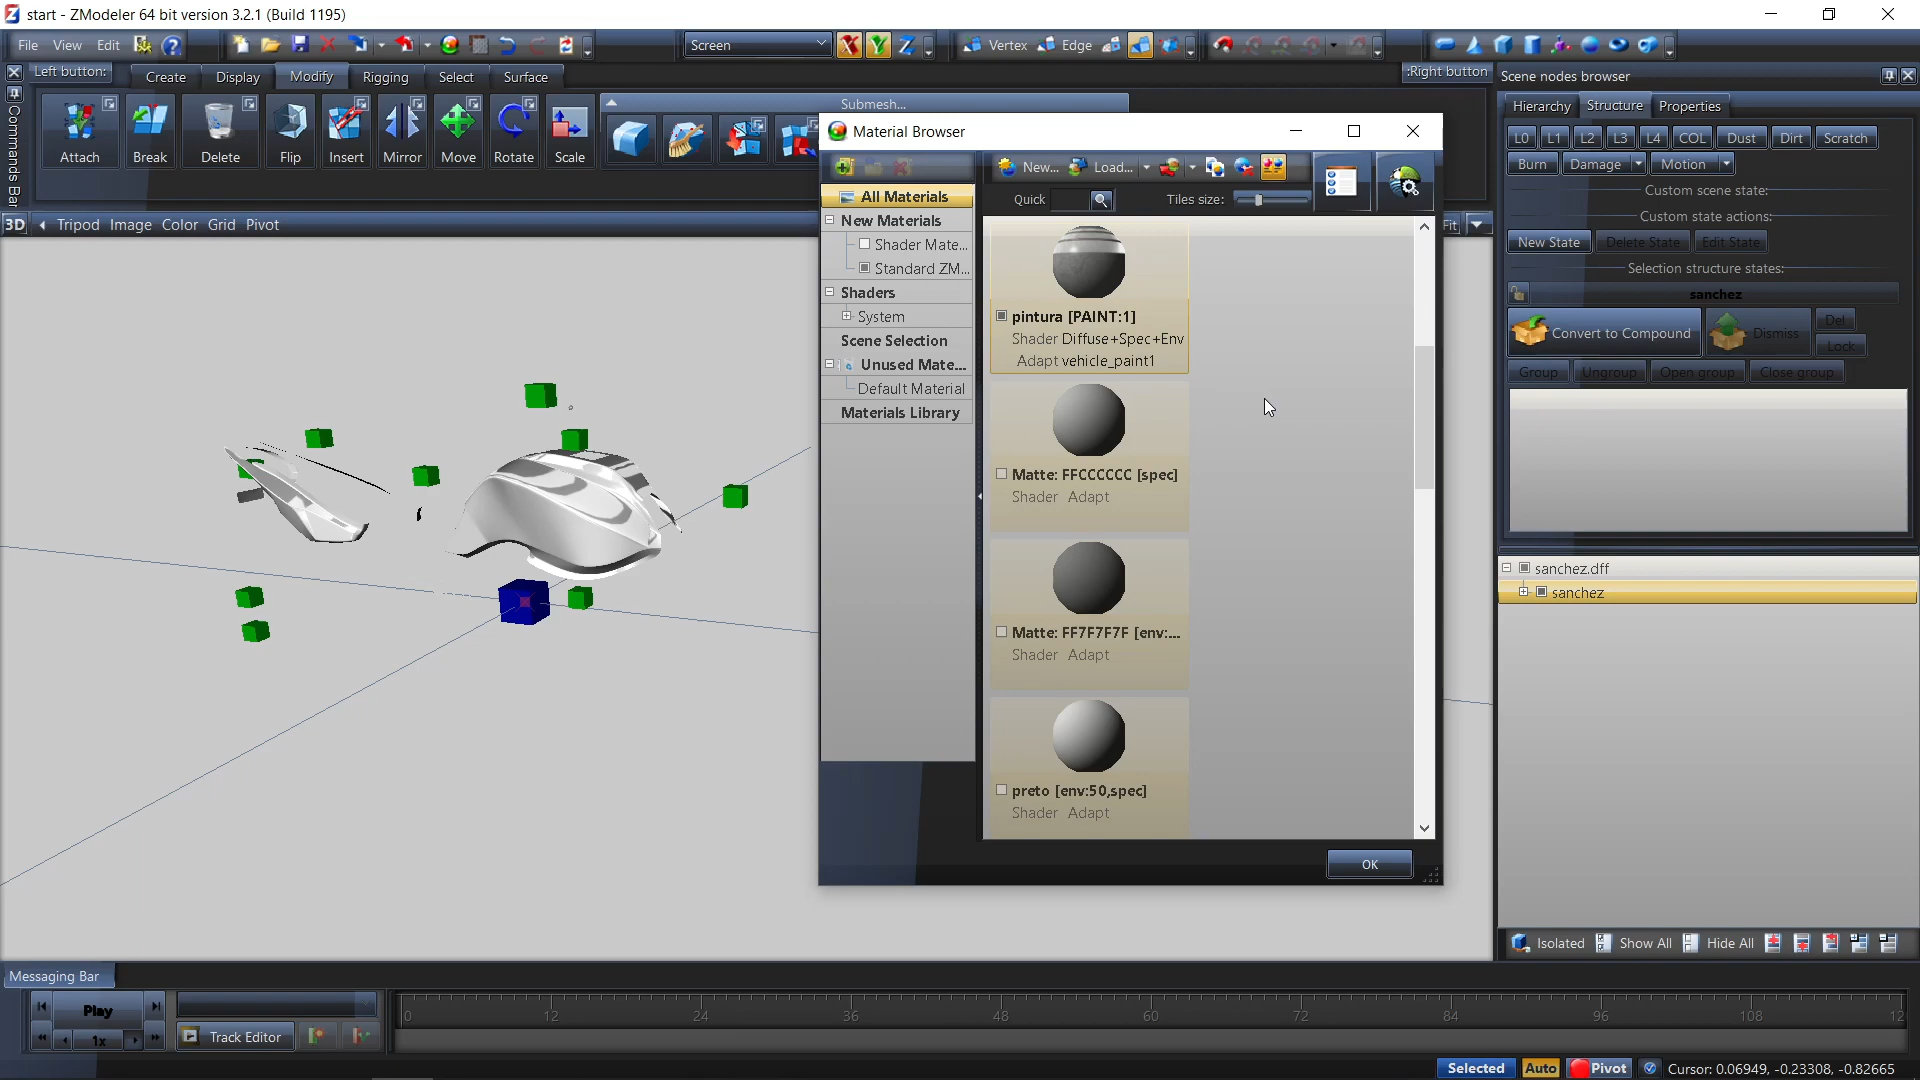 start - ZModeler 64 bit version 3.2.1 (Build 1195)
File View Edit
Screen
X Y Z
Vertex Edge
Left button:
Create Display Modify Rigging Select Surface
:Right button
Commands Bar
Submesh...
Attach Break Delete Flip Insert Mirror Move Rotate Scale
3D Tripod Image Color Grid Pivot
Fit
Material Browser
New... Load...
Quick
Tiles size:
All Materials
New Materials
Shader Mate...
Standard ZM...
Shaders
System
Scene Selection
Unused Mate...
Default Material
Materials Library
pintura [PAINT:1]
Shader Diffuse+Spec+Env
Adapt vehicle_paint1
Matte: FFCCCCCC [spec]
Shader Adapt
Matte: FF7F7F7F [env:...
Shader Adapt
preto [env:50,spec]
Shader Adapt
OK
Scene nodes browser
Hierarchy Structure Properties
L0 L1 L2 L3 L4 COL Dust Dirt Scratch
Burn Damage Motion
Custom scene state:
Custom state actions:
New State Delete State Edit State
Selection structure states:
sanchez
Convert to Compound Dismiss Del
Lock
Group Ungroup Open group Close group
sanchez.dff
sanchez
Isolated Show All Hide All
Messaging Bar
Play
1x
Track Editor
0 12 24 36 48 60 72 84 96 108 12
Selected Auto Pivot Cursor: 0.06949, -0.23308, -0.82665